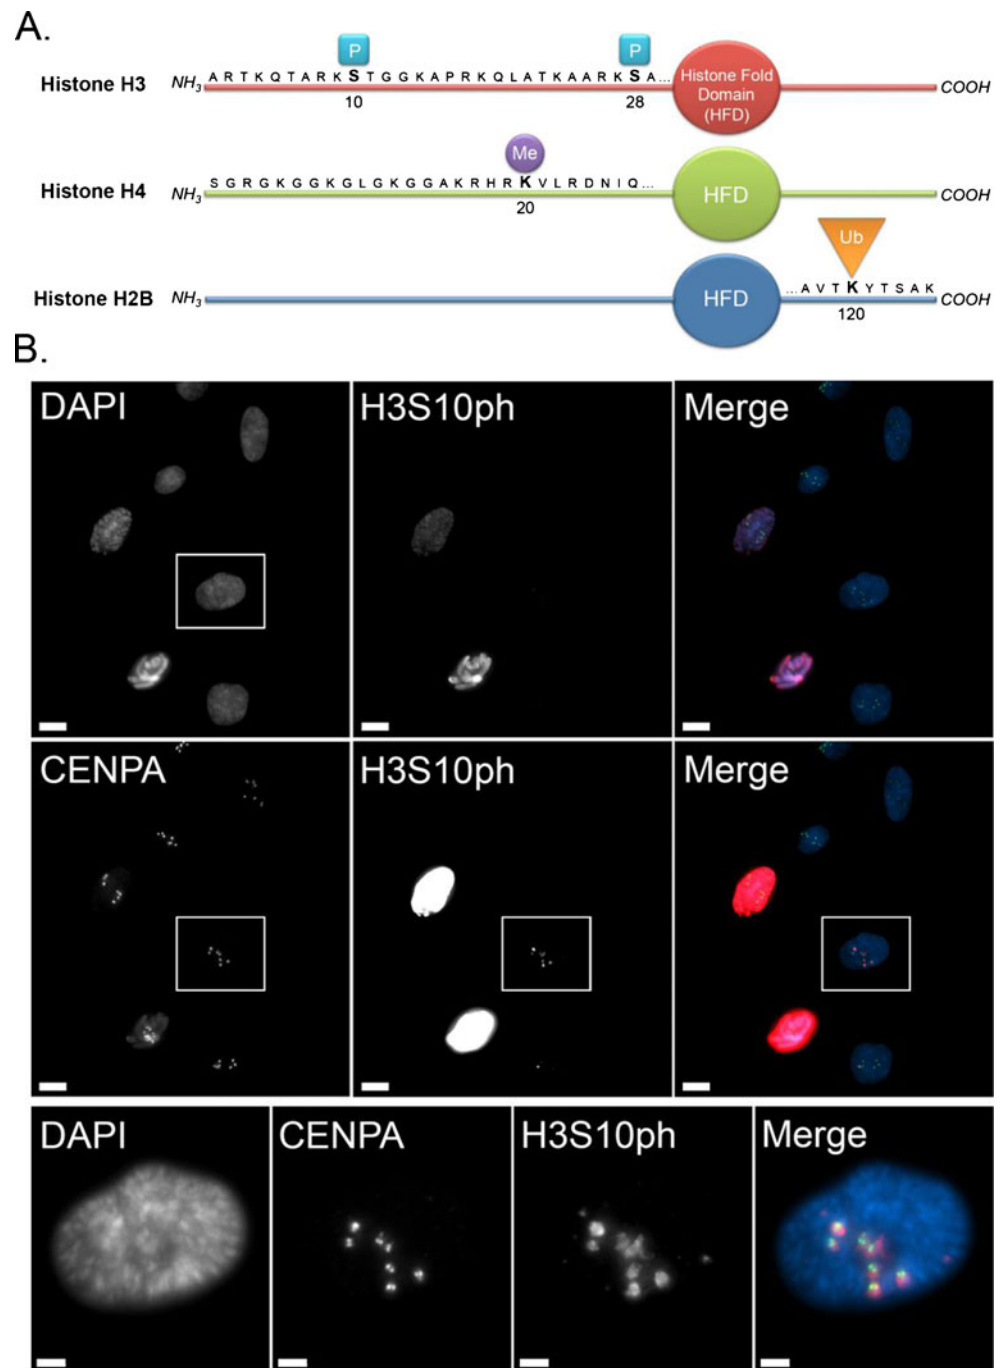 A.
P P
Histone H3 NH3 A R T K Q T A R K S T G G K A P R K Q L A T K A A R K S A ... Histone Fold Domain (HFD) COOH
10 28
Me
Histone H4 NH3 S G R G K G G K G L G K G G A K R H R K V L R D N I Q ... HFD COOH
20
Ub
Histone H2B NH3 HFD ... A V T K Y T S A K COOH
120
B.
DAPI H3S10ph Merge
CENPA H3S10ph Merge
DAPI CENPA H3S10ph Merge